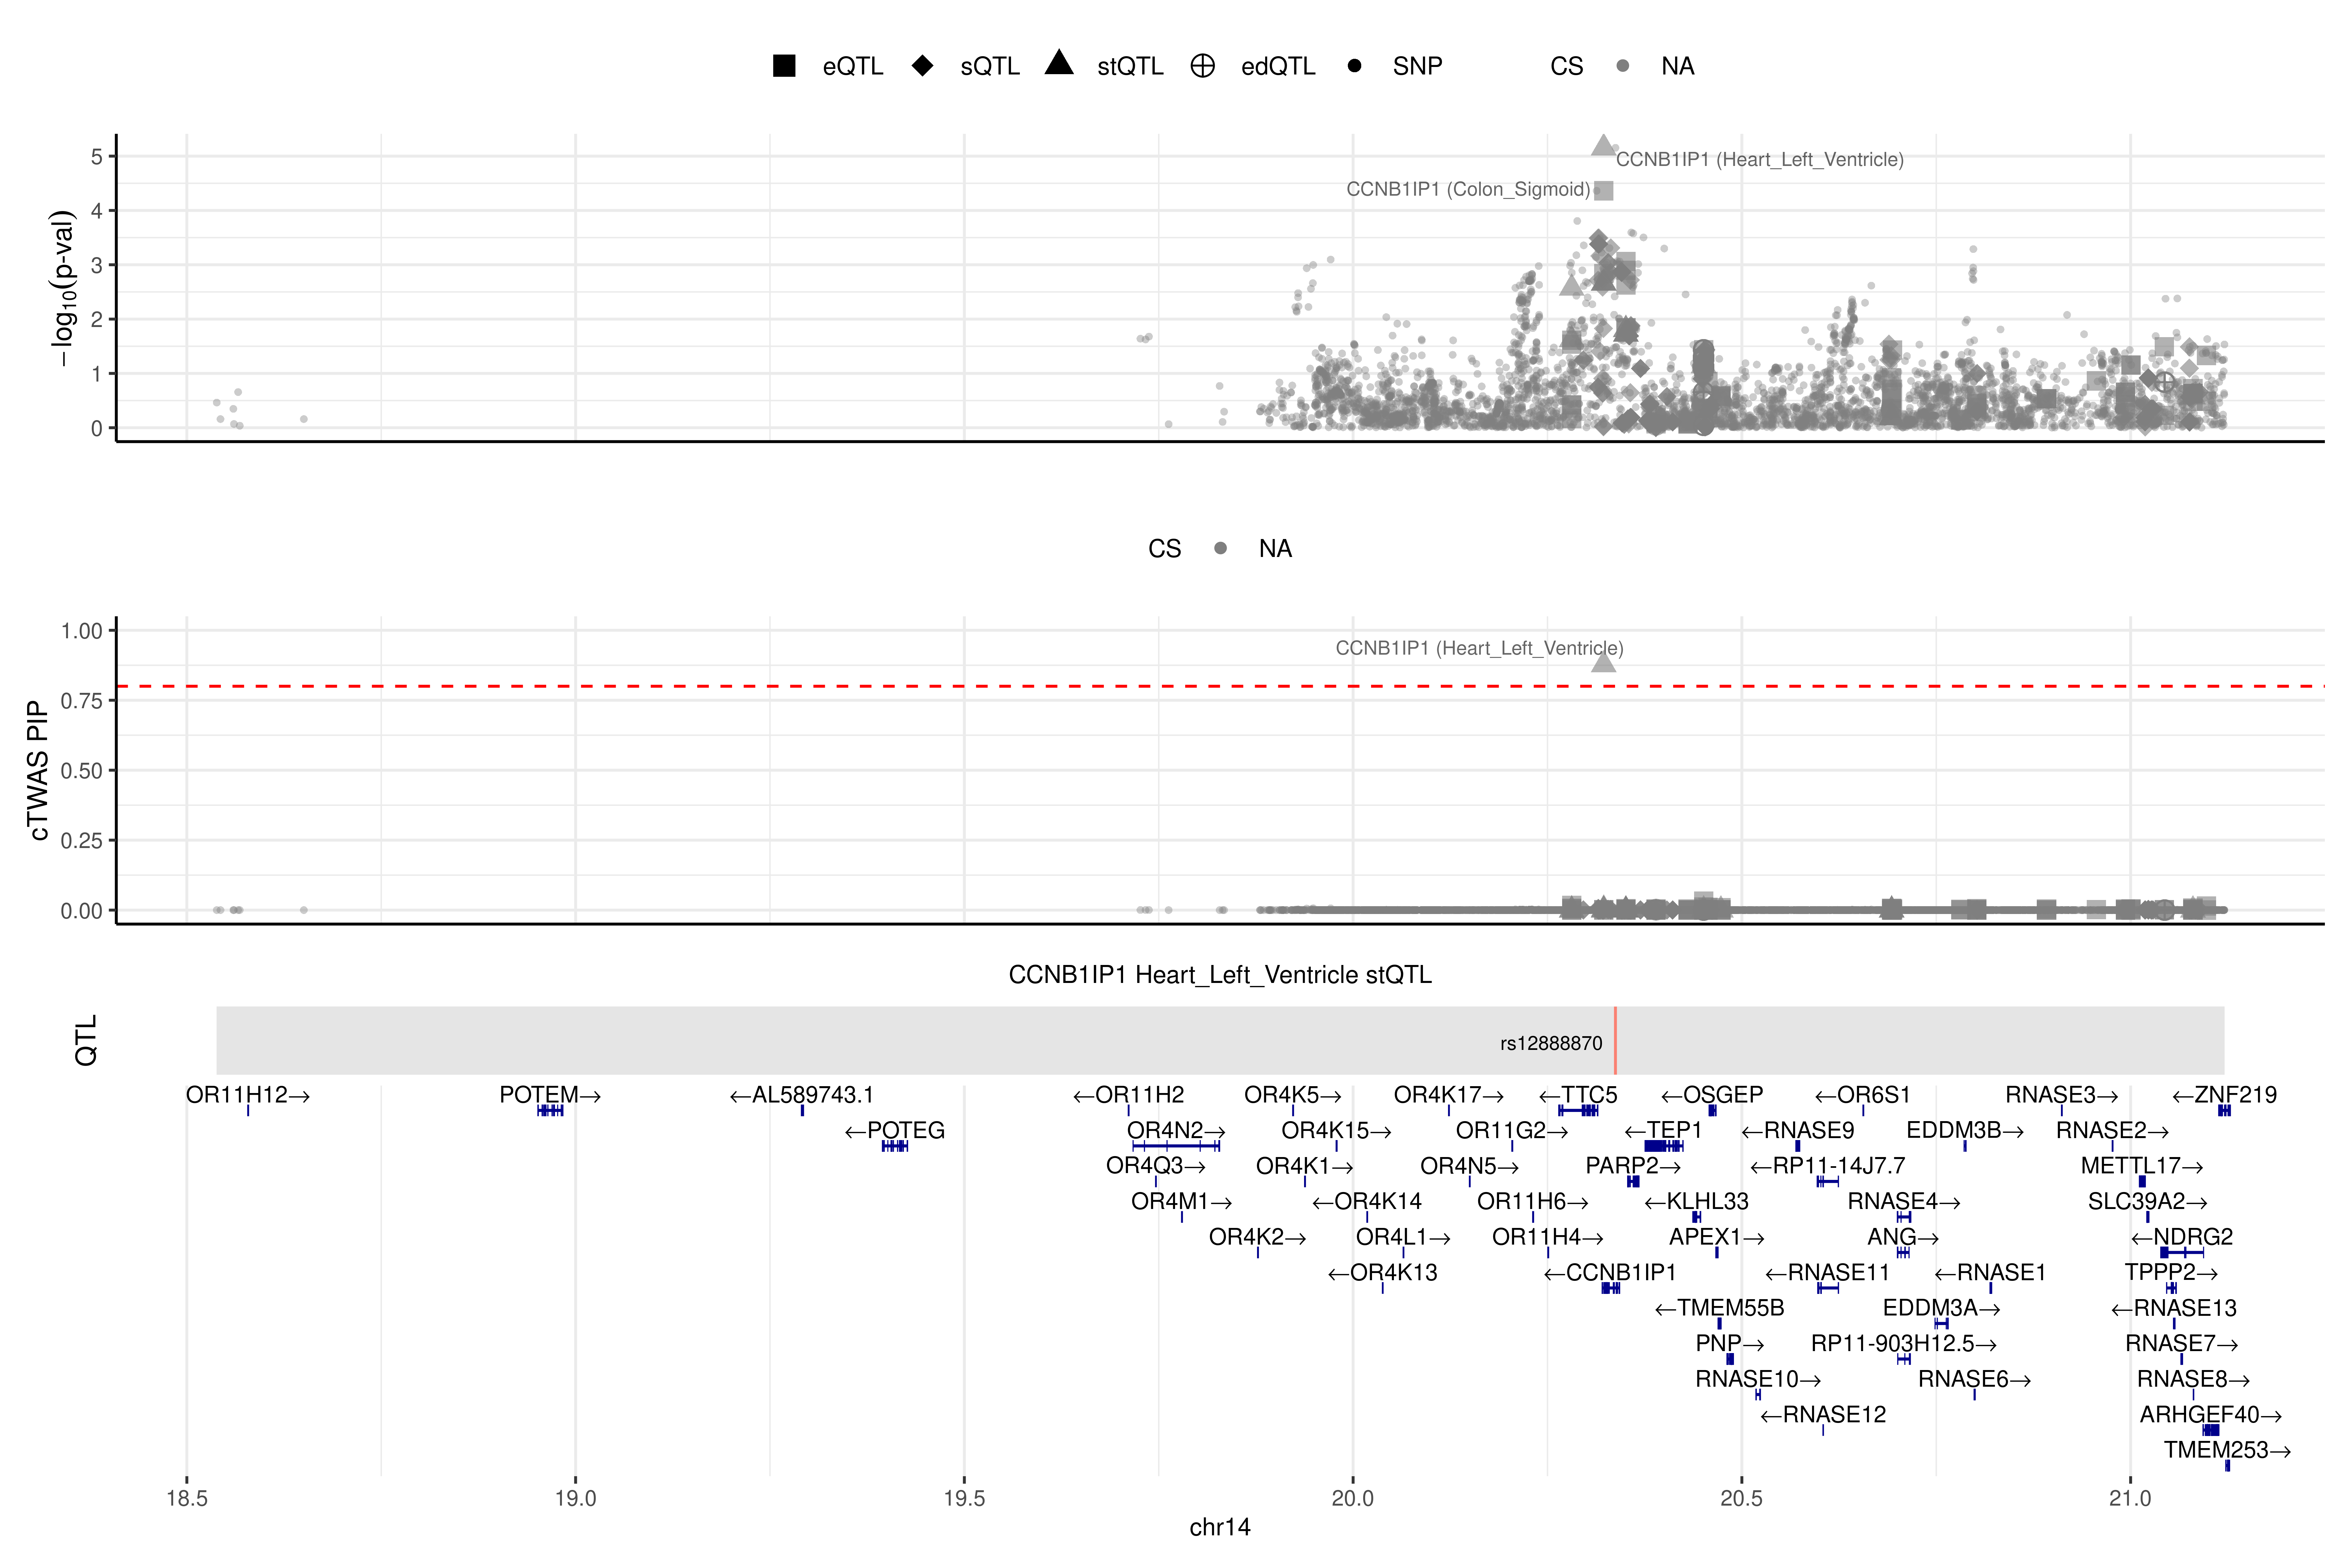 eQTL sQTL stQTL edQTL SNP CS NA
5
CCNB1IP1 (Heart_Left_Ventricle)
CCNB1IP1 (Colon_Sigmoid)
4
3
2
1
0
−log10(p-val)
CS NA
1.00
CCNB1IP1 (Heart_Left_Ventricle)
0.75
0.50
0.25
0.00
cTWAS PIP
CCNB1IP1 Heart_Left_Ventricle stQTL
QTL
rs12888870
OR11H12→ POTEM→ ←AL589743.1 ←OR11H2 OR4K5→ OR4K17→ ←TTC5 ←OSGEP ←OR6S1 RNASE3→ ←ZNF219
←POTEG OR4N2→ OR4K15→ OR11G2→ ←TEP1 ←RNASE9 EDDM3B→ RNASE2→
OR4Q3→ OR4K1→ OR4N5→ PARP2→ ←RP11-14J7.7 METTL17→
OR4M1→ ←OR4K14 OR11H6→ ←KLHL33 RNASE4→ SLC39A2→
OR4K2→ OR4L1→ OR11H4→ APEX1→ ANG→ ←NDRG2
←OR4K13 ←CCNB1IP1 ←RNASE11 ←RNASE1 TPPP2→
←TMEM55B EDDM3A→ ←RNASE13
PNP→ RP11-903H12.5→ RNASE7→
RNASE10→ RNASE6→ RNASE8→
←RNASE12 ARHGEF40→
TMEM253→
18.5 19.0 19.5 20.0 20.5 21.0
chr14